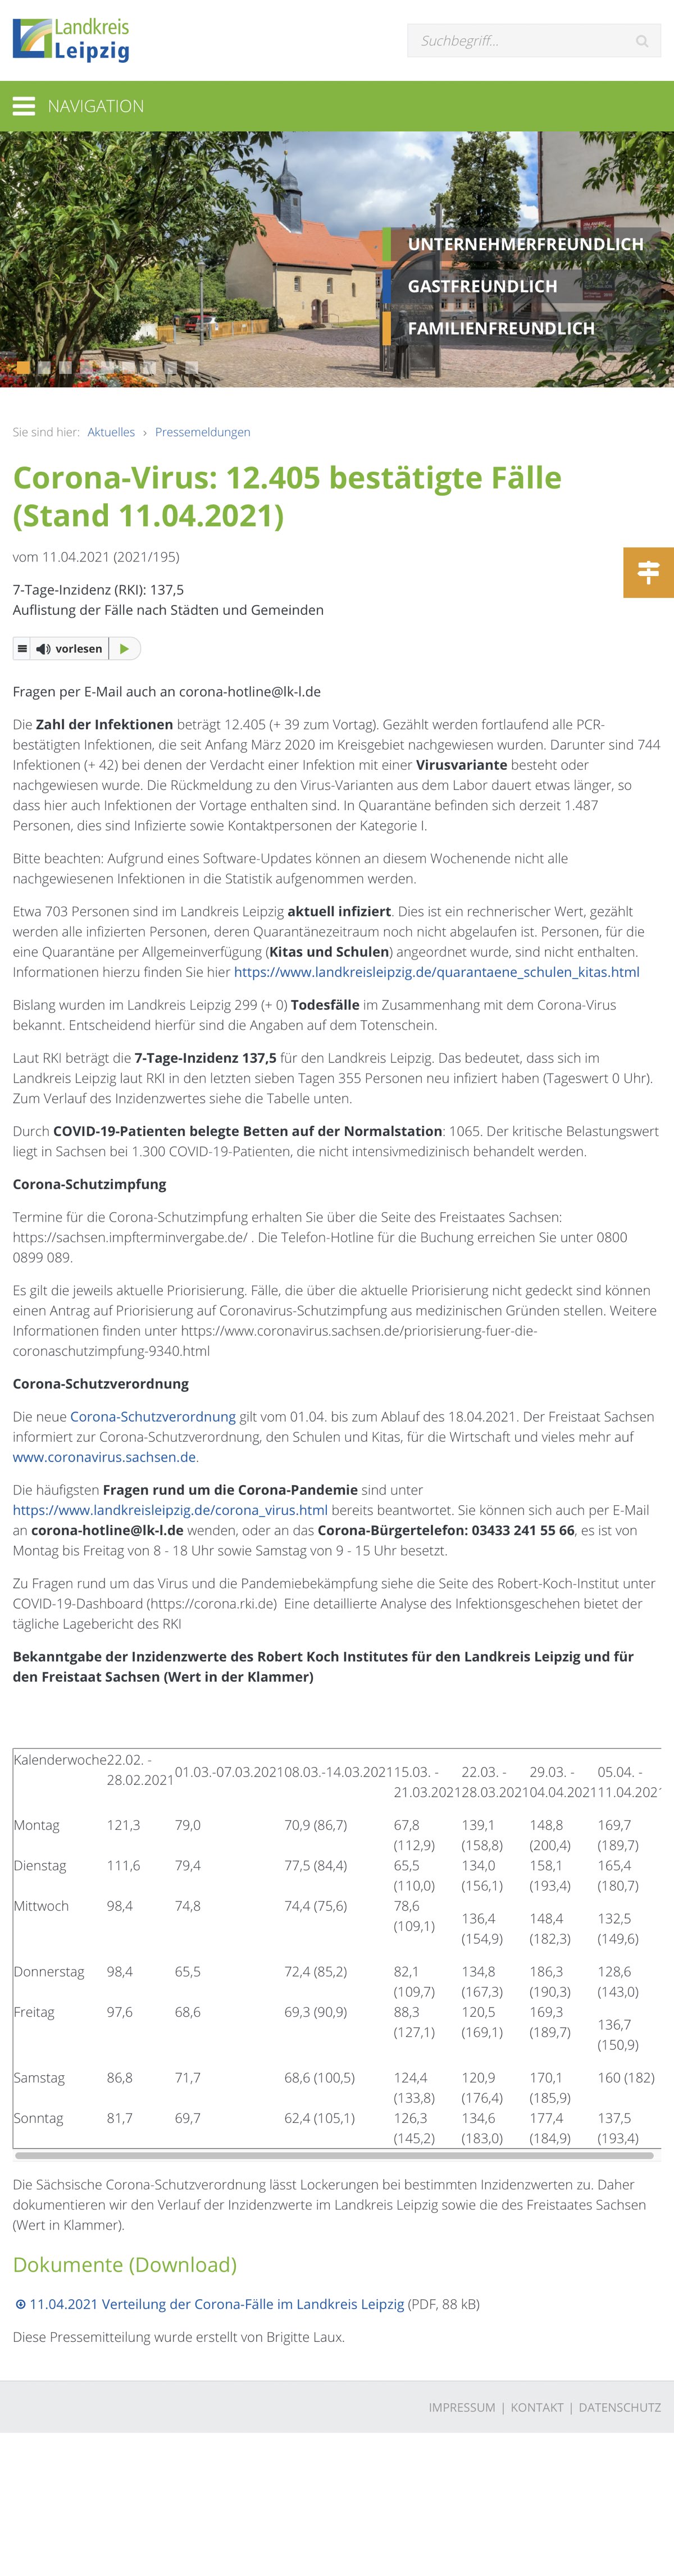 Landkreis
Leipzig
Suchbegriff...
NAVIGATION
UNTERNEHMERFREUNDLICH
GASTFREUNDLICH
FAMILIENFREUNDLICH
Sie sind hier: Aktuelles › Pressemeldungen
Corona-Virus: 12.405 bestätigte Fälle
(Stand 11.04.2021)
vom 11.04.2021 (2021/195)
7-Tage-Inzidenz (RKI): 137,5
Auflistung der Fälle nach Städten und Gemeinden
vorlesen
Fragen per E-Mail auch an corona-hotline@lk-l.de
Die Zahl der Infektionen beträgt 12.405 (+ 39 zum Vortag). Gezählt werden fortlaufend alle PCR-
bestätigten Infektionen, die seit Anfang März 2020 im Kreisgebiet nachgewiesen wurden. Darunter sind 744
Infektionen (+ 42) bei denen der Verdacht einer Infektion mit einer Virusvariante besteht oder
nachgewiesen wurde. Die Rückmeldung zu den Virus-Varianten aus dem Labor dauert etwas länger, so
dass hier auch Infektionen der Vortage enthalten sind. In Quarantäne befinden sich derzeit 1.487
Personen, dies sind Infizierte sowie Kontaktpersonen der Kategorie I.
Bitte beachten: Aufgrund eines Software-Updates können an diesem Wochenende nicht alle
nachgewiesenen Infektionen in die Statistik aufgenommen werden.
Etwa 703 Personen sind im Landkreis Leipzig aktuell infiziert. Dies ist ein rechnerischer Wert, gezählt
werden alle infizierten Personen, deren Quarantänezeitraum noch nicht abgelaufen ist. Personen, für die
eine Quarantäne per Allgemeinverfügung (Kitas und Schulen) angeordnet wurde, sind nicht enthalten.
Informationen hierzu finden Sie hier https://www.landkreisleipzig.de/quarantaene_schulen_kitas.html
Bislang wurden im Landkreis Leipzig 299 (+ 0) Todesfälle im Zusammenhang mit dem Corona-Virus
bekannt. Entscheidend hierfür sind die Angaben auf dem Totenschein.
Laut RKI beträgt die 7-Tage-Inzidenz 137,5 für den Landkreis Leipzig. Das bedeutet, dass sich im
Landkreis Leipzig laut RKI in den letzten sieben Tagen 355 Personen neu infiziert haben (Tageswert 0 Uhr).
Zum Verlauf des Inzidenzwertes siehe die Tabelle unten.
Durch COVID-19-Patienten belegte Betten auf der Normalstation: 1065. Der kritische Belastungswert
liegt in Sachsen bei 1.300 COVID-19-Patienten, die nicht intensivmedizinisch behandelt werden.
Corona-Schutzimpfung
Termine für die Corona-Schutzimpfung erhalten Sie über die Seite des Freistaates Sachsen:
https://sachsen.impfterminvergabe.de/ . Die Telefon-Hotline für die Buchung erreichen Sie unter 0800
0899 089.
Es gilt die jeweils aktuelle Priorisierung. Fälle, die über die aktuelle Priorisierung nicht gedeckt sind können
einen Antrag auf Priorisierung auf Coronavirus-Schutzimpfung aus medizinischen Gründen stellen. Weitere
Informationen finden unter https://www.coronavirus.sachsen.de/priorisierung-fuer-die-
coronaschutzimpfung-9340.html
Corona-Schutzverordnung
Die neue Corona-Schutzverordnung gilt vom 01.04. bis zum Ablauf des 18.04.2021. Der Freistaat Sachsen
informiert zur Corona-Schutzverordnung, den Schulen und Kitas, für die Wirtschaft und vieles mehr auf
www.coronavirus.sachsen.de.
Die häufigsten Fragen rund um die Corona-Pandemie sind unter
https://www.landkreisleipzig.de/corona_virus.html bereits beantwortet. Sie können sich auch per E-Mail
an corona-hotline@lk-l.de wenden, oder an das Corona-Bürgertelefon: 03433 241 55 66, es ist von
Montag bis Freitag von 8 - 18 Uhr sowie Samstag von 9 - 15 Uhr besetzt.
Zu Fragen rund um das Virus und die Pandemiebekämpfung siehe die Seite des Robert-Koch-Institut unter
COVID-19-Dashboard (https://corona.rki.de)  Eine detaillierte Analyse des Infektionsgeschehen bietet der
tägliche Lagebericht des RKI
Bekanntgabe der Inzidenzwerte des Robert Koch Institutes für den Landkreis Leipzig und für
den Freistaat Sachsen (Wert in der Klammer)
Kalenderwoche 22.02. - 28.02.2021 01.03.-07.03.2021 08.03.-14.03.2021 15.03. - 21.03.2021 22.03. - 28.03.2021 29.03. - 04.04.2021 05.04. - 11.04.2021
Montag 121,3 79,0 70,9 (86,7) 67,8 (112,9) 139,1 (158,8) 148,8 (200,4) 169,7 (189,7)
Dienstag 111,6 79,4 77,5 (84,4) 65,5 (110,0) 134,0 (156,1) 158,1 (193,4) 165,4 (180,7)
Mittwoch 98,4 74,8 74,4 (75,6) 78,6 (109,1) 136,4 (154,9) 148,4 (182,3) 132,5 (149,6)
Donnerstag 98,4 65,5 72,4 (85,2) 82,1 (109,7) 134,8 (167,3) 186,3 (190,3) 128,6 (143,0)
Freitag 97,6 68,6 69,3 (90,9) 88,3 (127,1) 120,5 (169,1) 169,3 (189,7) 136,7 (150,9)
Samstag 86,8 71,7 68,6 (100,5) 124,4 (133,8) 120,9 (176,4) 170,1 (185,9) 160 (182)
Sonntag 81,7 69,7 62,4 (105,1) 126,3 (145,2) 134,6 (183,0) 177,4 (184,9) 137,5 (193,4)
Die Sächsische Corona-Schutzverordnung lässt Lockerungen bei bestimmten Inzidenzwerten zu. Daher
dokumentieren wir den Verlauf der Inzidenzwerte im Landkreis Leipzig sowie die des Freistaates Sachsen
(Wert in Klammer).
Dokumente (Download)
11.04.2021 Verteilung der Corona-Fälle im Landkreis Leipzig (PDF, 88 kB)
Diese Pressemitteilung wurde erstellt von Brigitte Laux.
IMPRESSUM | KONTAKT | DATENSCHUTZ